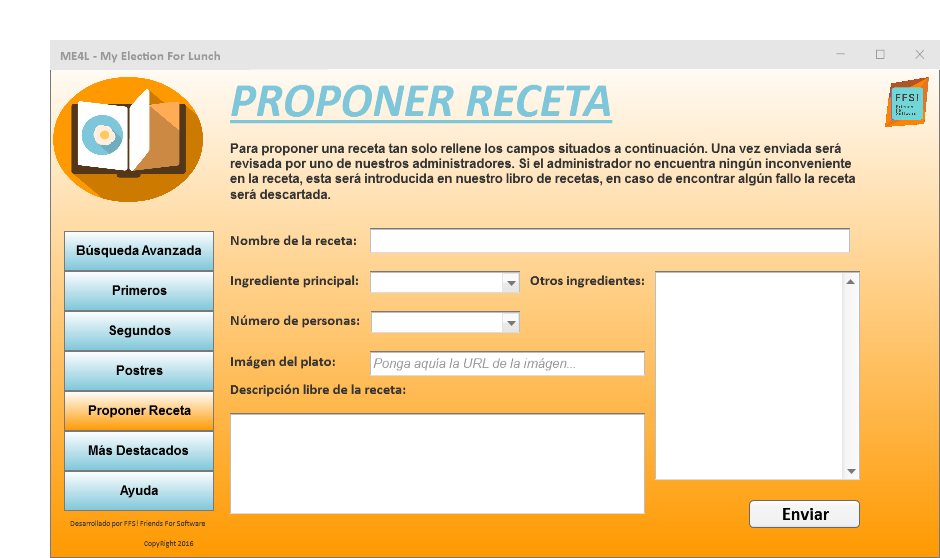 ME4L - My Election For Lunch
PROPONER RECETA
FFS!
Friends
For
Software
Para proponer una receta tan solo rellene los campos situados a continuación. Una vez enviada será
revisada por uno de nuestros administradores. Si el administrador no encuentra ningún inconveniente
en la receta, esta será introducida en nuestro libro de recetas, en caso de encontrar algún fallo la receta
será descartada.
Búsqueda Avanzada
Primeros
Segundos
Postres
Proponer Receta
Más Destacados
Ayuda
Desarrollado por FFS! Friends For Software
CopyRight 2016
Nombre de la receta:
Ingrediente principal:
Otros ingredientes:
Número de personas:
Imágen del plato:
Ponga aquía la URL de la imágen...
Descripción libre de la receta:
Enviar